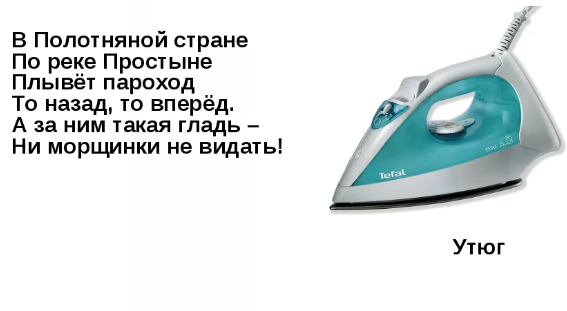 В Полотняной стране
По реке Простыне
Плывёт пароход
То назад, то вперёд.
А за ним такая гладь –
Ни морщинки не видать!
Tefal
Утюг